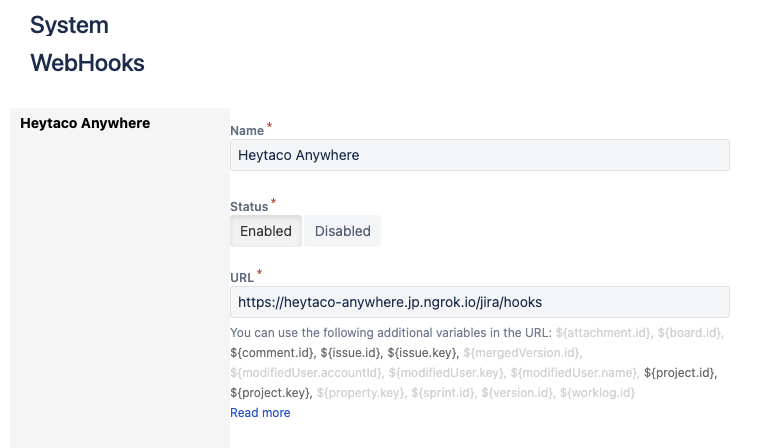 System
WebHooks
Heytaco Anywhere
Name *
Heytaco Anywhere
Status *
Enabled Disabled
URL *
https://heytaco-anywhere.jp.ngrok.io/jira/hooks
You can use the following additional variables in the URL: ${attachment.id}, ${board.id},
${comment.id}, ${issue.id}, ${issue.key}, ${mergedVersion.id},
${modifiedUser.accountId}, ${modifiedUser.key}, ${modifiedUser.name}, ${project.id},
${project.key}, ${property.key}, ${sprint.id}, ${version.id}, ${worklog.id}
Read more